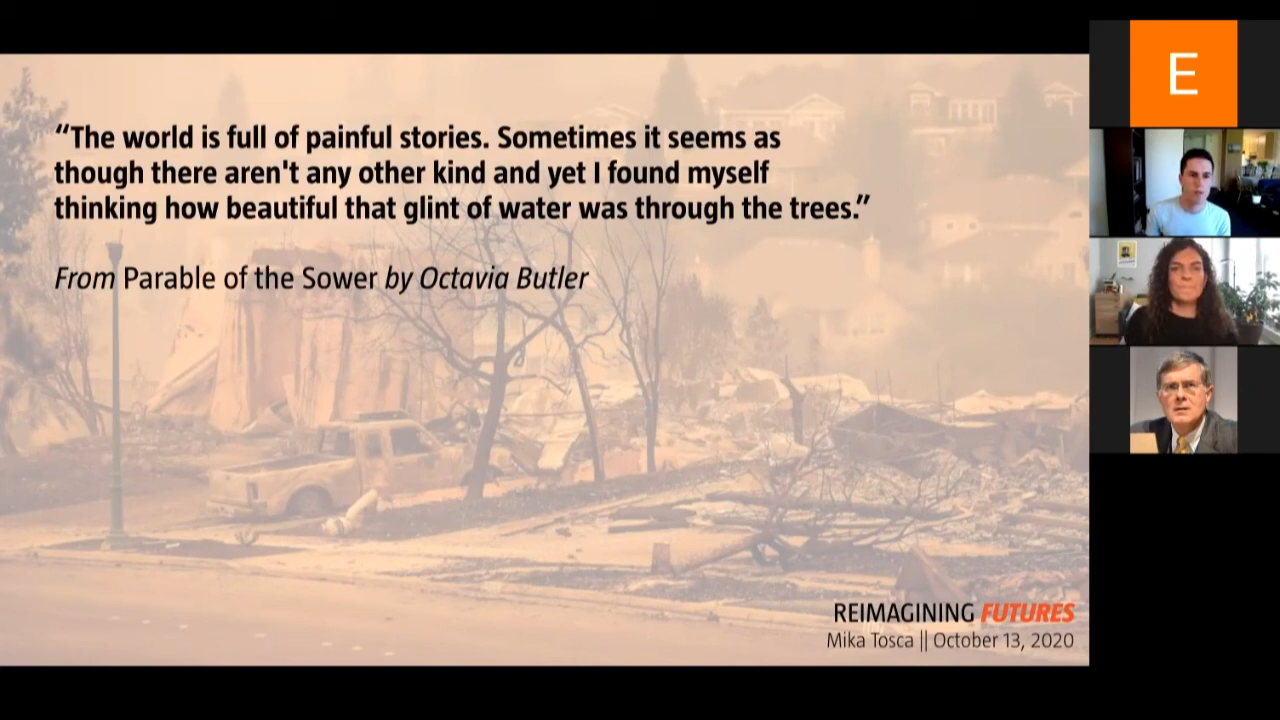 “The world is full of painful stories. Sometimes it seems as
though there aren't any other kind and yet I found myself
thinking how beautiful that glint of water was through the trees.”
From Parable of the Sower by Octavia Butler
REIMAGINING FUTURES
Mika Tosca || October 13, 2020
E